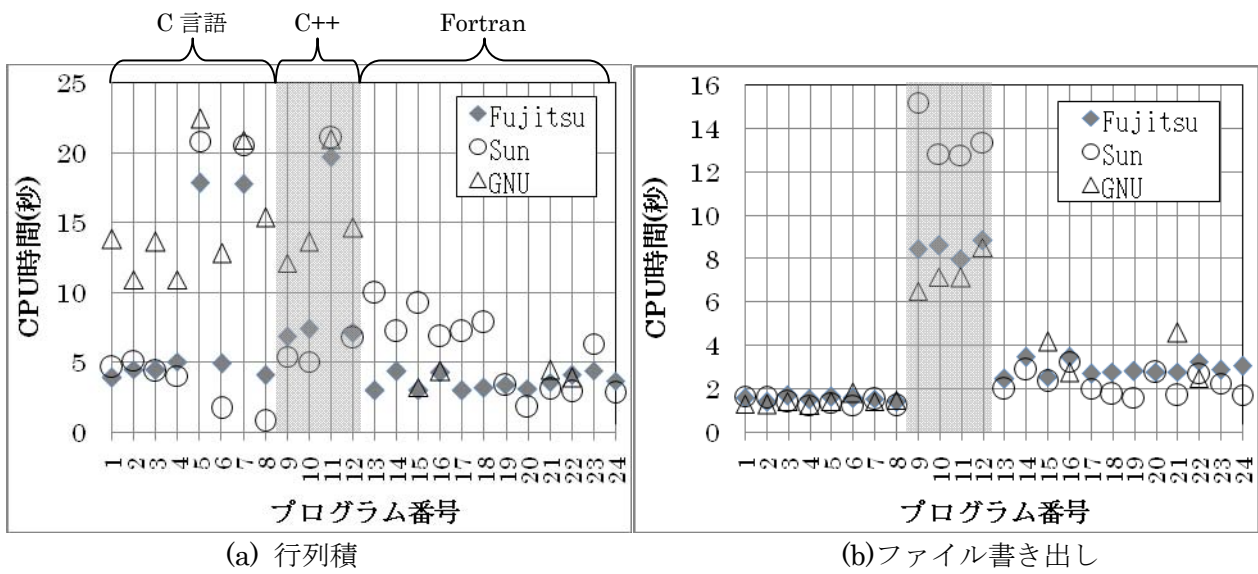 C 言語 C++ Fortran
25
20
15
10
5
0
CPU時間(秒)
Fujitsu
Sun
GNU
1 2 3 4 5 6 7 8 9 10 11 12 13 14 15 16 17 18 19 20 21 22 23 24
プログラム番号
(a) 行列積
16
14
12
10
8
6
4
2
0
CPU時間(秒)
Fujitsu
Sun
GNU
1 2 3 4 5 6 7 8 9 10 11 12 13 14 15 16 17 18 19 20 21 22 23 24
プログラム番号
(b)ファイル書き出し